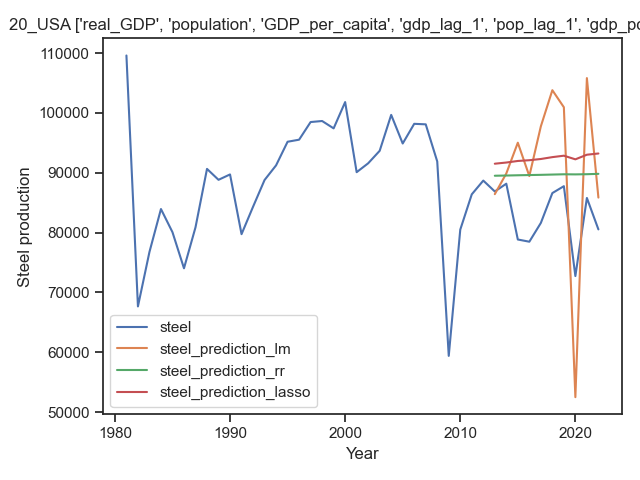 20_USA ['real_GDP', 'population', 'GDP_per_capita', 'gdp_lag_1', 'pop_lag_1', 'gdp_po
110000
100000
90000
80000
70000
60000
50000
Steel production
steel
steel_prediction_lm
steel_prediction_rr
steel_prediction_lasso
1980 1990 2000 2010 2020
Year